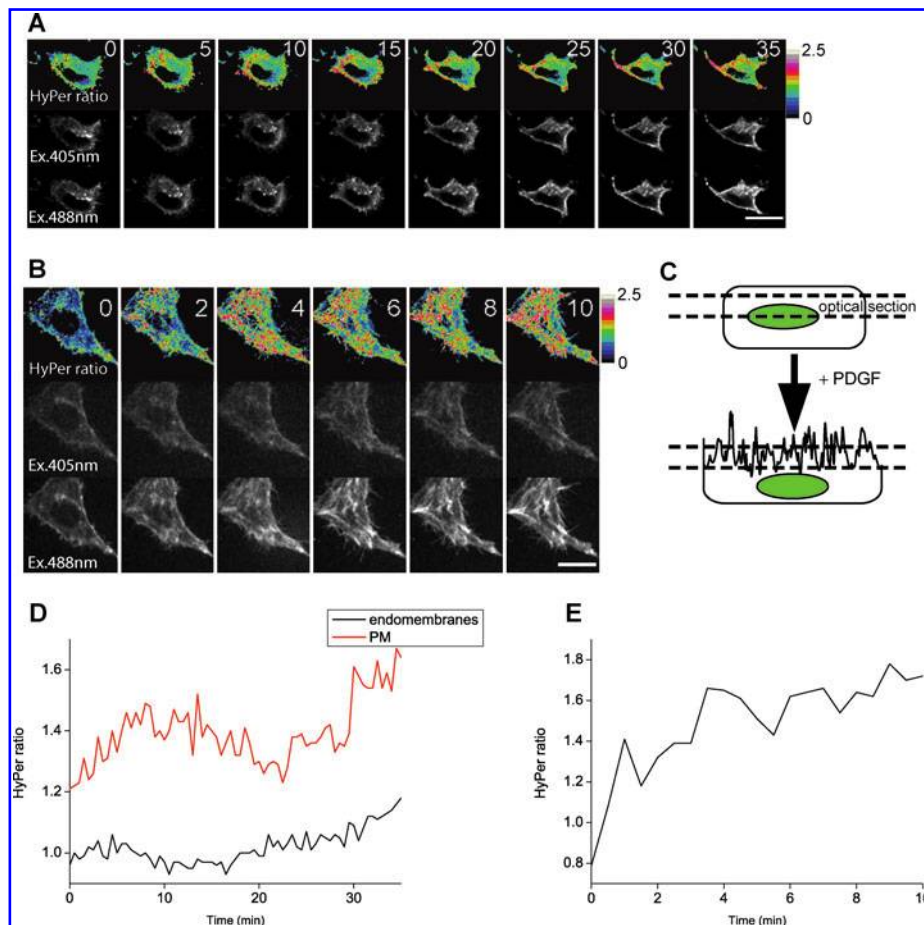 A
0 5 10 15 20 25 30 35
2.5
0
HyPer ratio
Ex.405nm
Ex.488nm
B
0 2 4 6 8 10
2.5
0
HyPer ratio
Ex.405nm
Ex.488nm
C
optical section
+ PDGF
D
endomembranes
PM
1.6
1.4
1.2
1.0
HyPer ratio
0 10 20 30
Time (min)
E
1.8
1.6
1.4
1.2
1.0
0.8
HyPer ratio
0 2 4 6 8 10
Time (min)